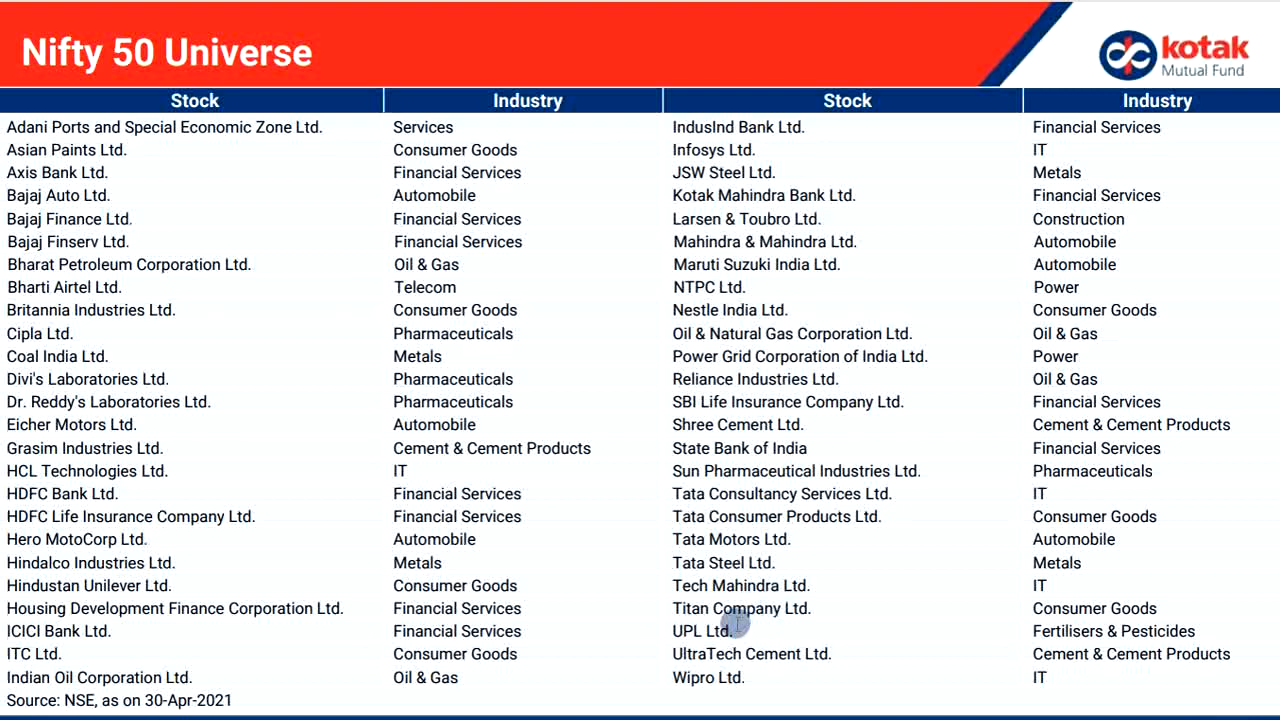 Nifty 50 Universe
kotak
Mutual Fund
Stock Industry Stock Industry
Adani Ports and Special Economic Zone Ltd. Services IndusInd Bank Ltd. Financial Services
Asian Paints Ltd. Consumer Goods Infosys Ltd. IT
Axis Bank Ltd. Financial Services JSW Steel Ltd. Metals
Bajaj Auto Ltd. Automobile Kotak Mahindra Bank Ltd. Financial Services
Bajaj Finance Ltd. Financial Services Larsen & Toubro Ltd. Construction
Bajaj Finserv Ltd. Financial Services Mahindra & Mahindra Ltd. Automobile
Bharat Petroleum Corporation Ltd. Oil & Gas Maruti Suzuki India Ltd. Automobile
Bharti Airtel Ltd. Telecom NTPC Ltd. Power
Britannia Industries Ltd. Consumer Goods Nestle India Ltd. Consumer Goods
Cipla Ltd. Pharmaceuticals Oil & Natural Gas Corporation Ltd. Oil & Gas
Coal India Ltd. Metals Power Grid Corporation of India Ltd. Power
Divi's Laboratories Ltd. Pharmaceuticals Reliance Industries Ltd. Oil & Gas
Dr. Reddy's Laboratories Ltd. Pharmaceuticals SBI Life Insurance Company Ltd. Financial Services
Eicher Motors Ltd. Automobile Shree Cement Ltd. Cement & Cement Products
Grasim Industries Ltd. Cement & Cement Products State Bank of India Financial Services
HCL Technologies Ltd. IT Sun Pharmaceutical Industries Ltd. Pharmaceuticals
HDFC Bank Ltd. Financial Services Tata Consultancy Services Ltd. IT
HDFC Life Insurance Company Ltd. Financial Services Tata Consumer Products Ltd. Consumer Goods
Hero MotoCorp Ltd. Automobile Tata Motors Ltd. Automobile
Hindalco Industries Ltd. Metals Tata Steel Ltd. Metals
Hindustan Unilever Ltd. Consumer Goods Tech Mahindra Ltd. IT
Housing Development Finance Corporation Ltd. Financial Services Titan Company Ltd. Consumer Goods
ICICI Bank Ltd. Financial Services UPL Ltd. Fertilisers & Pesticides
ITC Ltd. Consumer Goods UltraTech Cement Ltd. Cement & Cement Products
Indian Oil Corporation Ltd. Oil & Gas Wipro Ltd. IT
Source: NSE, as on 30-Apr-2021